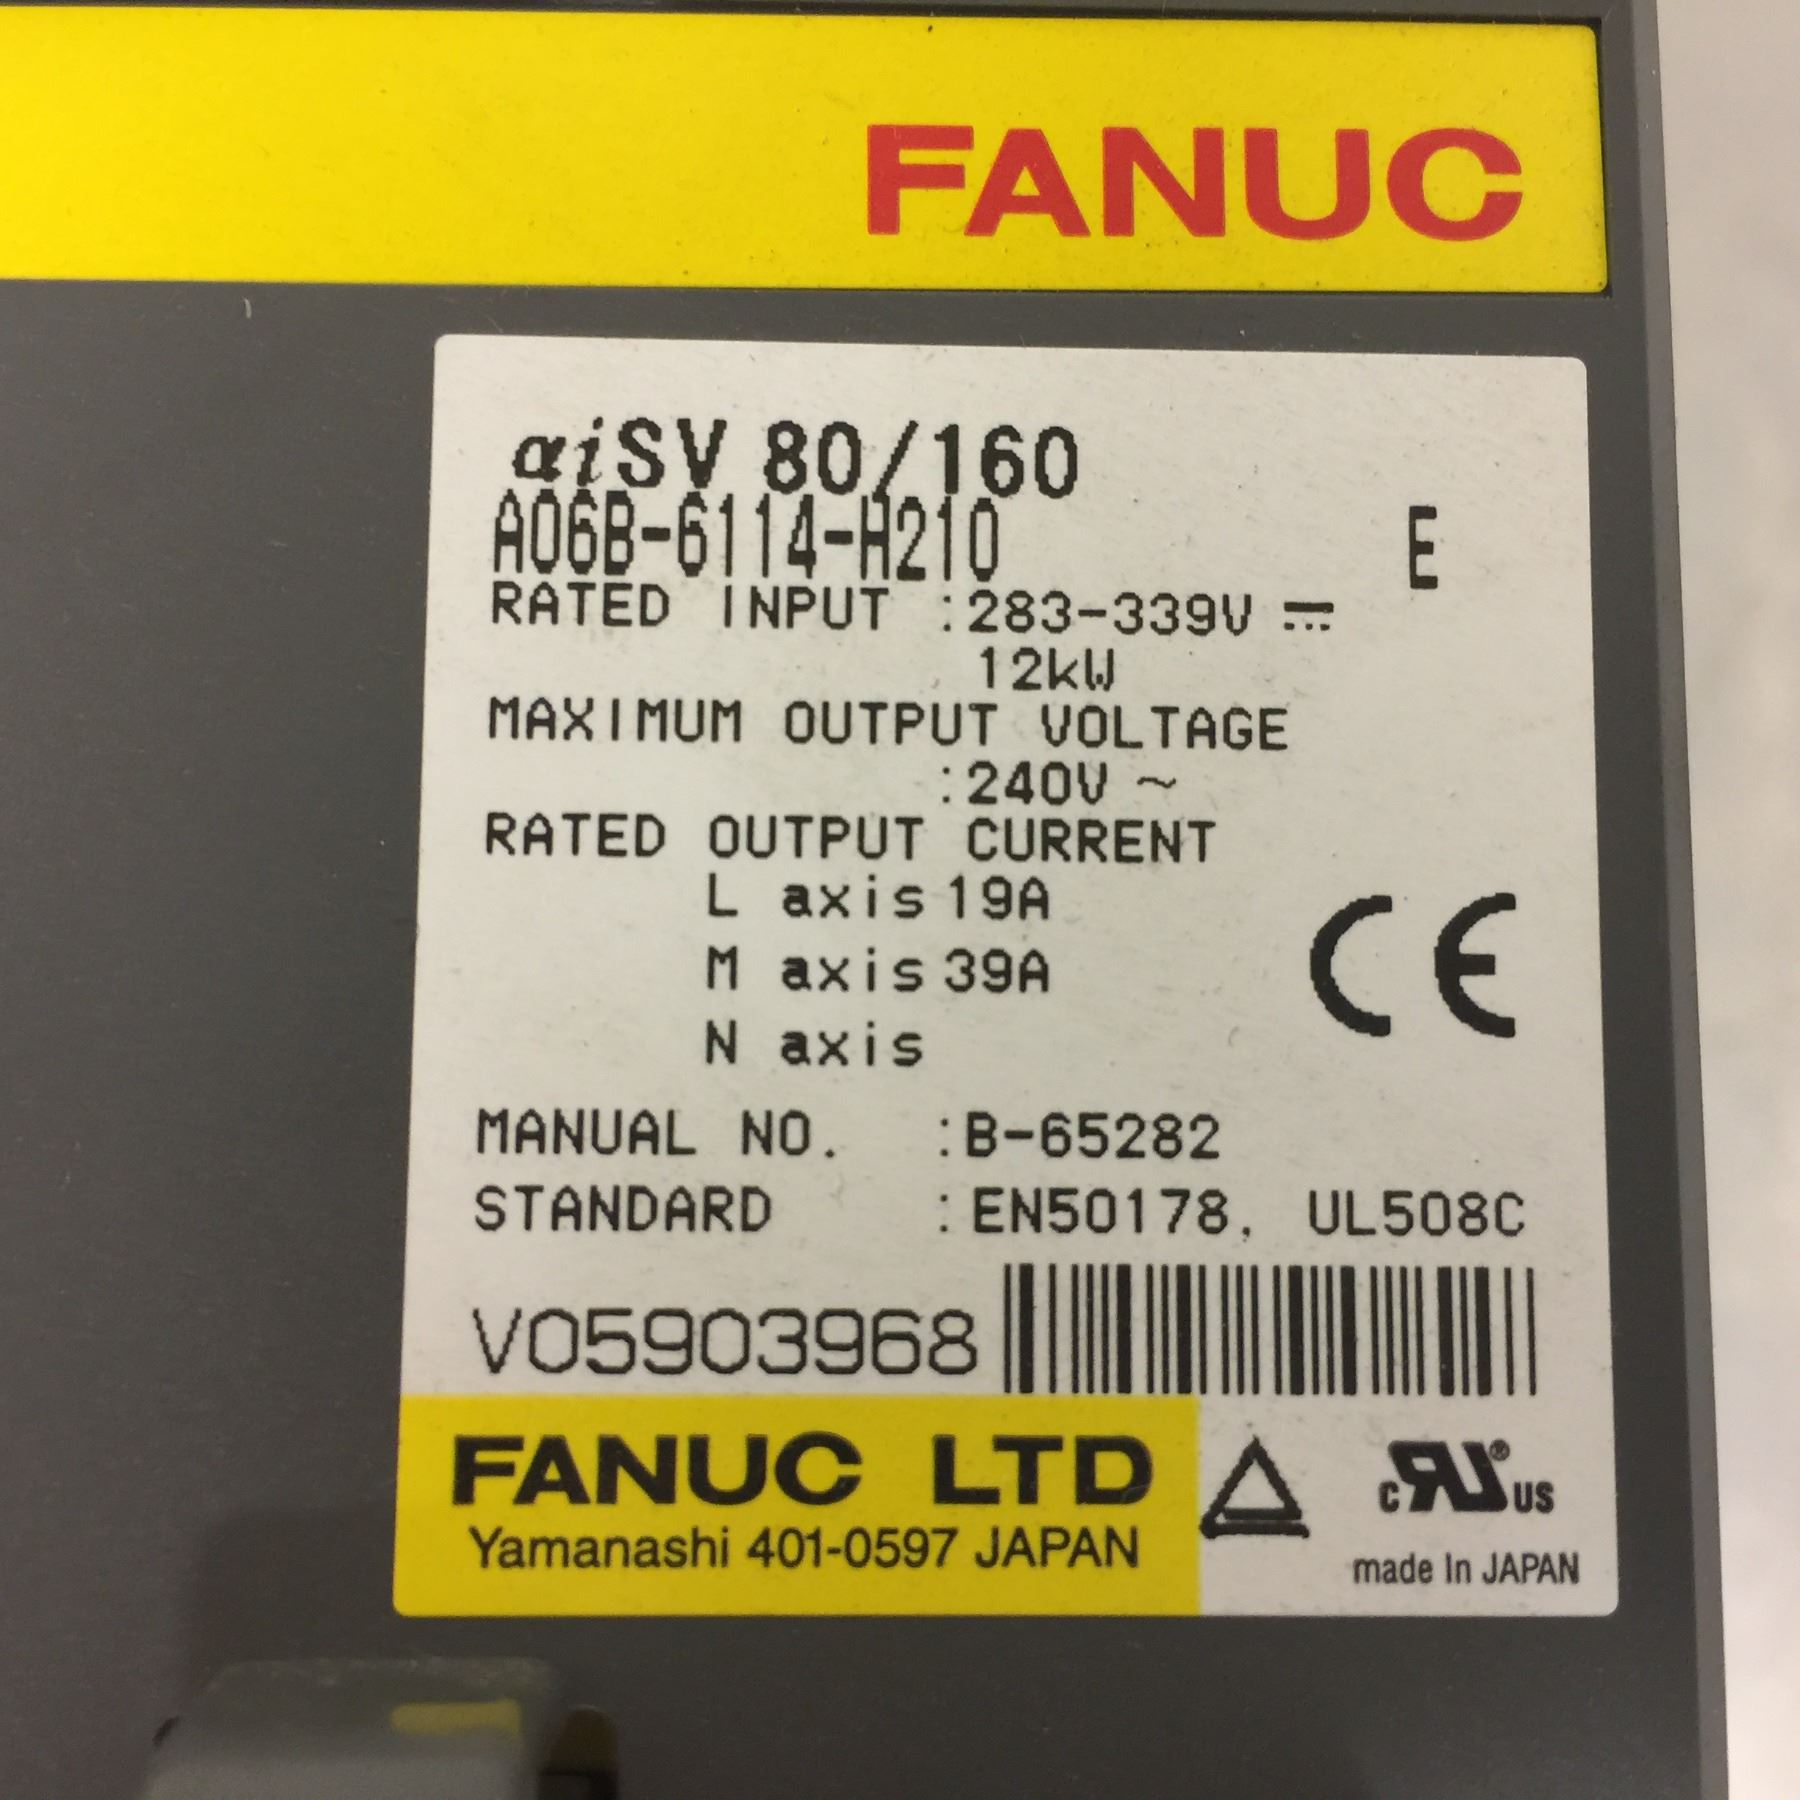 FANUC
αiSV 80/160
A06B-6114-H210 E
RATED INPUT :283-339V ⎓
12kW
MAXIMUM OUTPUT VOLTAGE
:240V ~
RATED OUTPUT CURRENT
L axis 19A
M axis 39A
N axis
MANUAL NO. :B-65282
STANDARD :EN50178, UL508C
V05903968
FANUC LTD
Yamanashi 401-0597 JAPAN
CE
c RU ® US
made In JAPAN